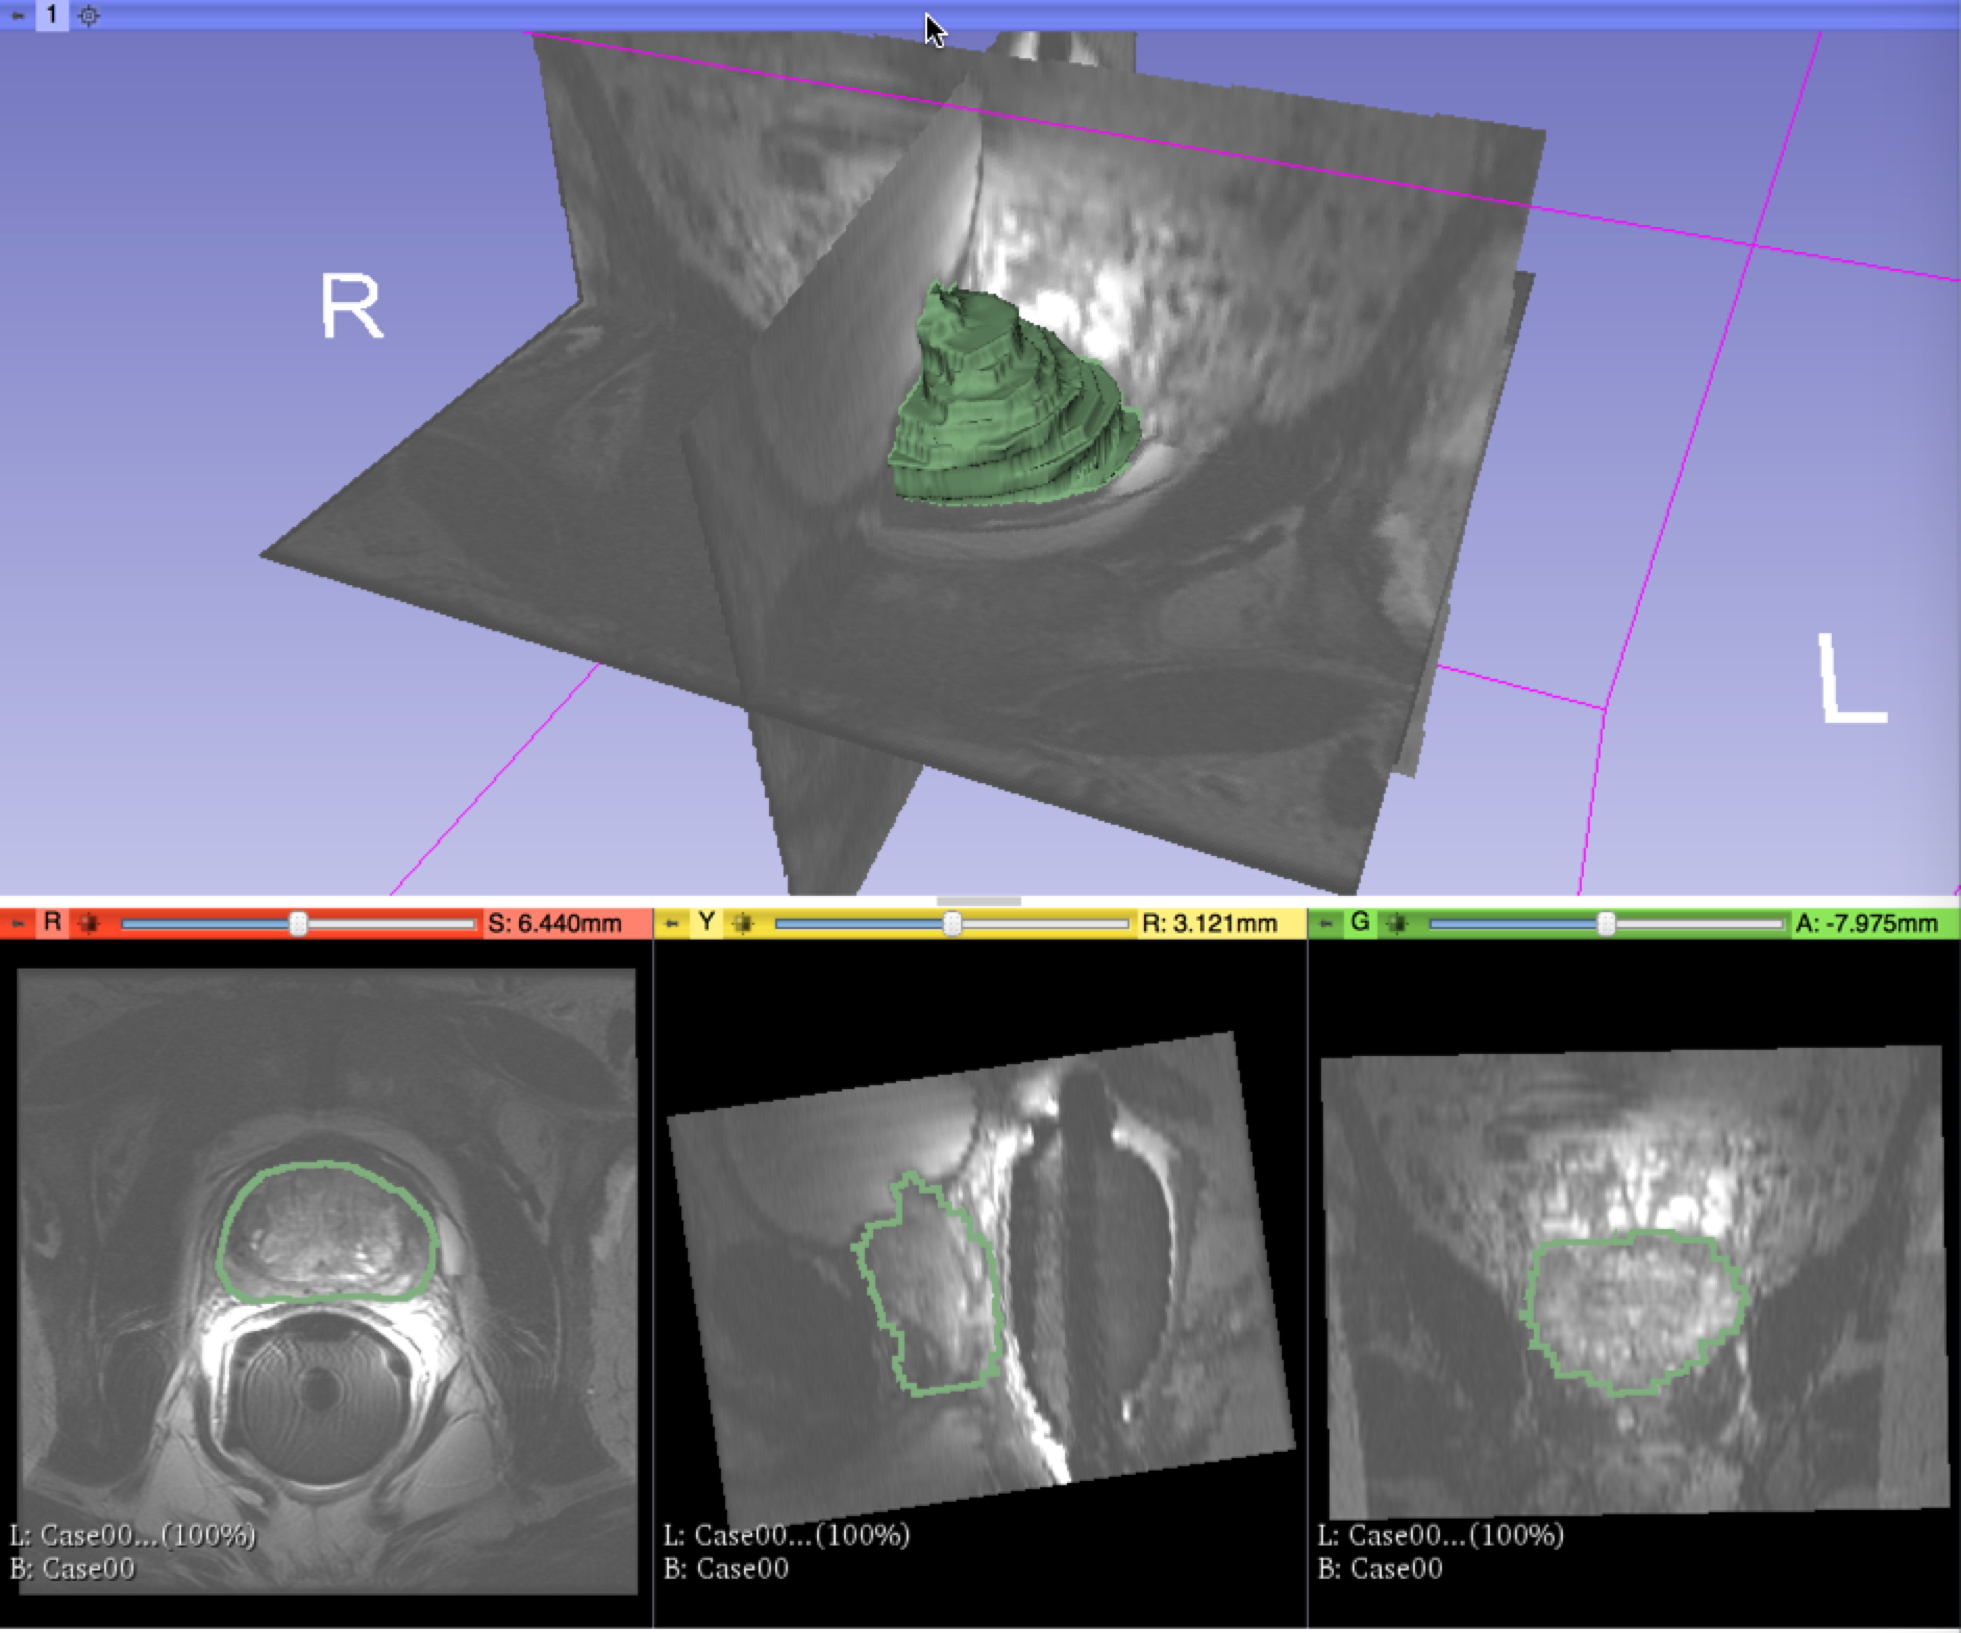 1
R
L
R S: 6.440mm
Y R: 3.121mm
G A: -7.975mm
L: Case00...(100%)
B: Case00
L: Case00...(100%)
B: Case00
L: Case00...(100%)
B: Case00